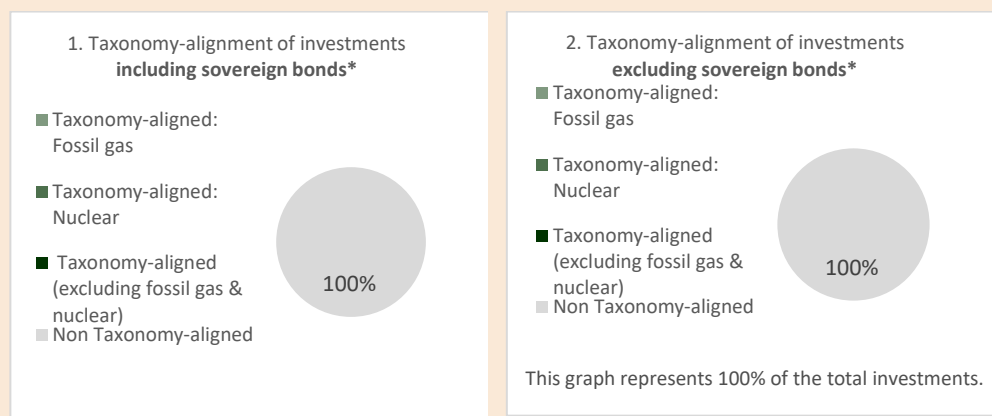 1. Taxonomy-alignment of investments
including sovereign bonds*
Taxonomy-aligned:
Fossil gas
Taxonomy-aligned:
Nuclear
Taxonomy-aligned
(excluding fossil gas &
nuclear)
Non Taxonomy-aligned
100%
2. Taxonomy-alignment of investments
excluding sovereign bonds*
Taxonomy-aligned:
Fossil gas
Taxonomy-aligned:
Nuclear
Taxonomy-aligned
(excluding fossil gas &
nuclear)
Non Taxonomy-aligned
100%
This graph represents 100% of the total investments.